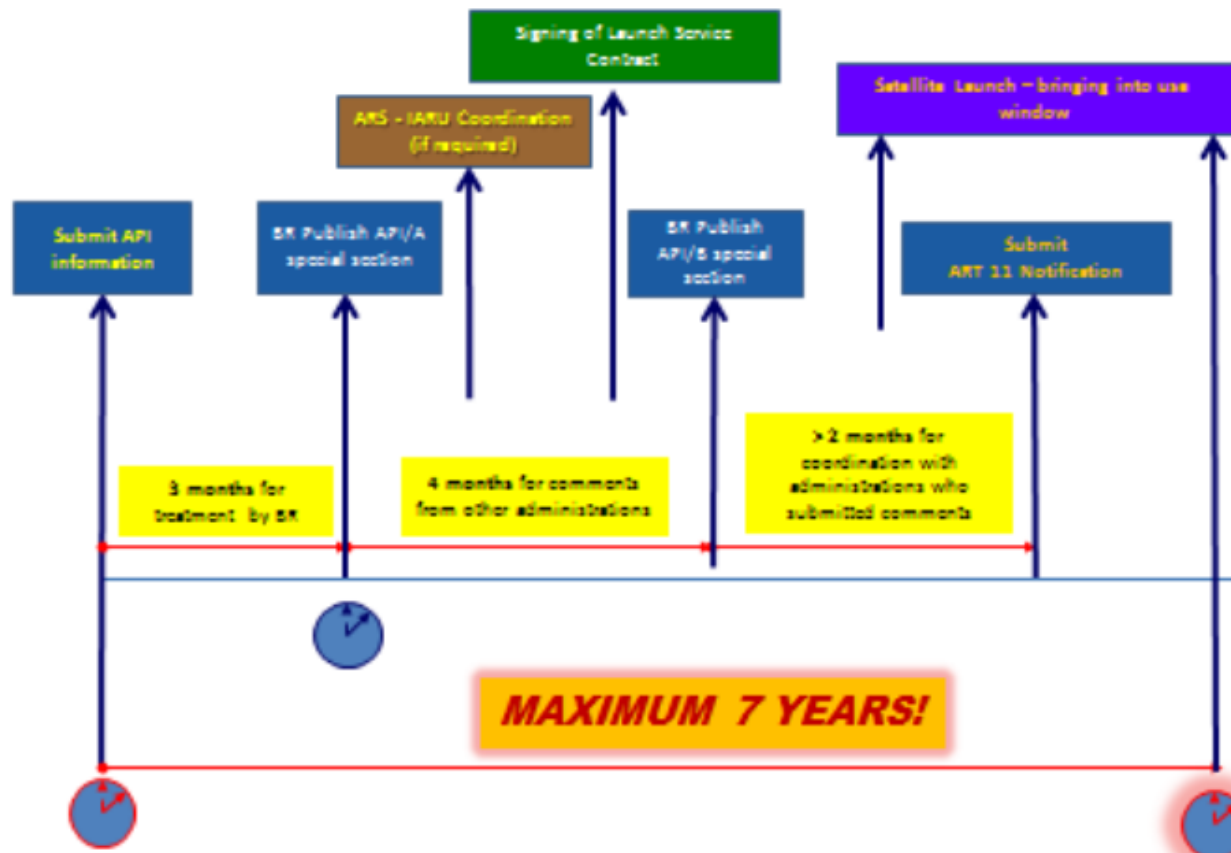 Signing of Launch Service
Contract
Satellite Launch – bringing into use
window
ARS - IARU Coordination
(if required)
Submit API
information
BR Publish API/A
special section
BR Publish
API/B special
section
Submit
ART 11 Notification
3 months for
treatment by BR
4 months for comments
from other administrations
>2 months for
coordination with
administrations who
submitted comments
MAXIMUM 7 YEARS!